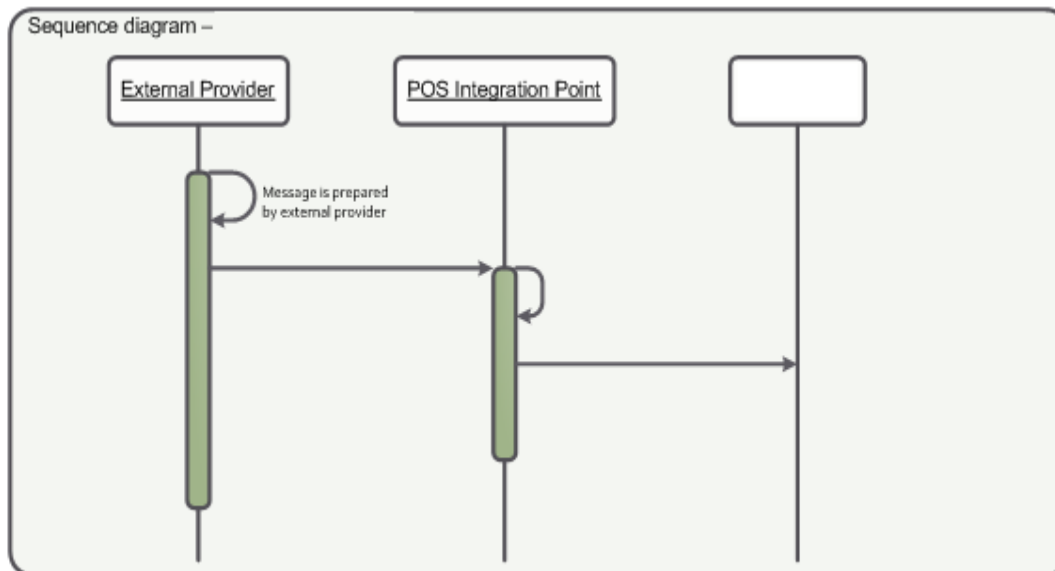 Sequence diagram –
External Provider
POS Integration Point
Message is prepared
by external provider